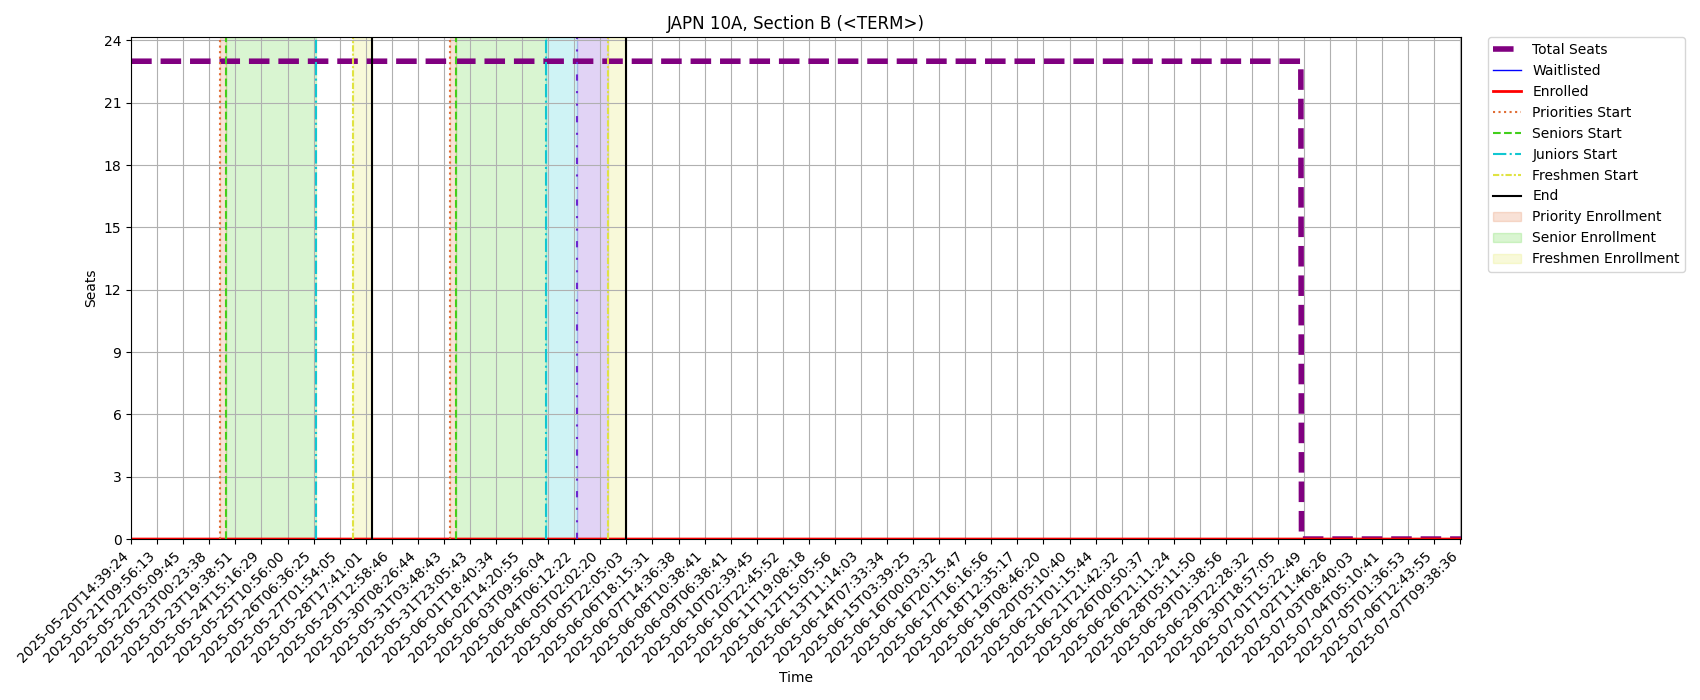 JAPN 10A, Section B (<TERM>)
24
21
18
15
12
9
6
3
0
Seats
2025-05-20T14:39:24
2025-05-21T09:56:13
2025-05-22T05:09:45
2025-05-23T00:23:38
2025-05-23T19:38:51
2025-05-24T15:16:29
2025-05-25T10:56:00
2025-05-26T06:36:25
2025-05-27T01:54:05
2025-05-28T17:41:01
2025-05-29T12:58:46
2025-05-30T08:26:44
2025-05-31T03:48:43
2025-05-31T23:05:43
2025-06-01T18:40:34
2025-06-02T14:20:55
2025-06-03T09:56:04
2025-06-04T06:12:22
2025-06-05T02:02:20
2025-06-05T22:05:03
2025-06-06T18:15:31
2025-06-07T14:36:38
2025-06-08T10:38:41
2025-06-09T06:38:41
2025-06-10T02:39:45
2025-06-10T22:45:52
2025-06-11T19:08:18
2025-06-12T15:05:56
2025-06-13T11:14:03
2025-06-14T07:33:34
2025-06-15T03:39:25
2025-06-16T00:03:32
2025-06-16T20:15:47
2025-06-17T16:16:56
2025-06-18T12:35:17
2025-06-19T08:46:20
2025-06-20T05:10:40
2025-06-21T01:15:44
2025-06-21T21:42:32
2025-06-26T00:50:37
2025-06-26T21:11:24
2025-06-28T05:11:50
2025-06-29T01:38:56
2025-06-29T22:28:32
2025-06-30T18:57:05
2025-07-01T15:22:49
2025-07-02T11:46:26
2025-07-03T08:40:03
2025-07-04T05:10:41
2025-07-05T01:36:53
2025-07-06T12:43:55
2025-07-07T09:38:36
Time
Total Seats
Waitlisted
Enrolled
Priorities Start
Seniors Start
Juniors Start
Freshmen Start
End
Priority Enrollment
Senior Enrollment
Freshmen Enrollment